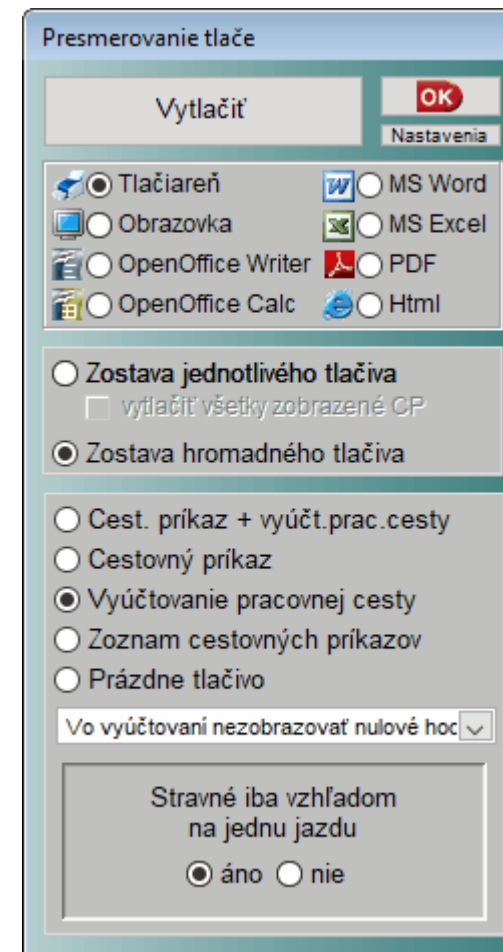 Presmerovanie tlače
Vytlačiť
OK
Nastavenia
Tlačiareň
MS Word
Obrazovka
MS Excel
OpenOffice Writer
PDF
OpenOffice Calc
Html
Zostava jednotlivého tlačiva
vytlačiť všetky zobrazené CP
Zostava hromadného tlačiva
Cest. príkaz + vyúčt.prac.cesty
Cestovný príkaz
Vyúčtovanie pracovnej cesty
Zoznam cestovných príkazov
Prázdne tlačivo
Vo vyúčtovaní nezobrazovať nulové hoc
Stravné iba vzhľadom
na jednu jazdu
áno nie